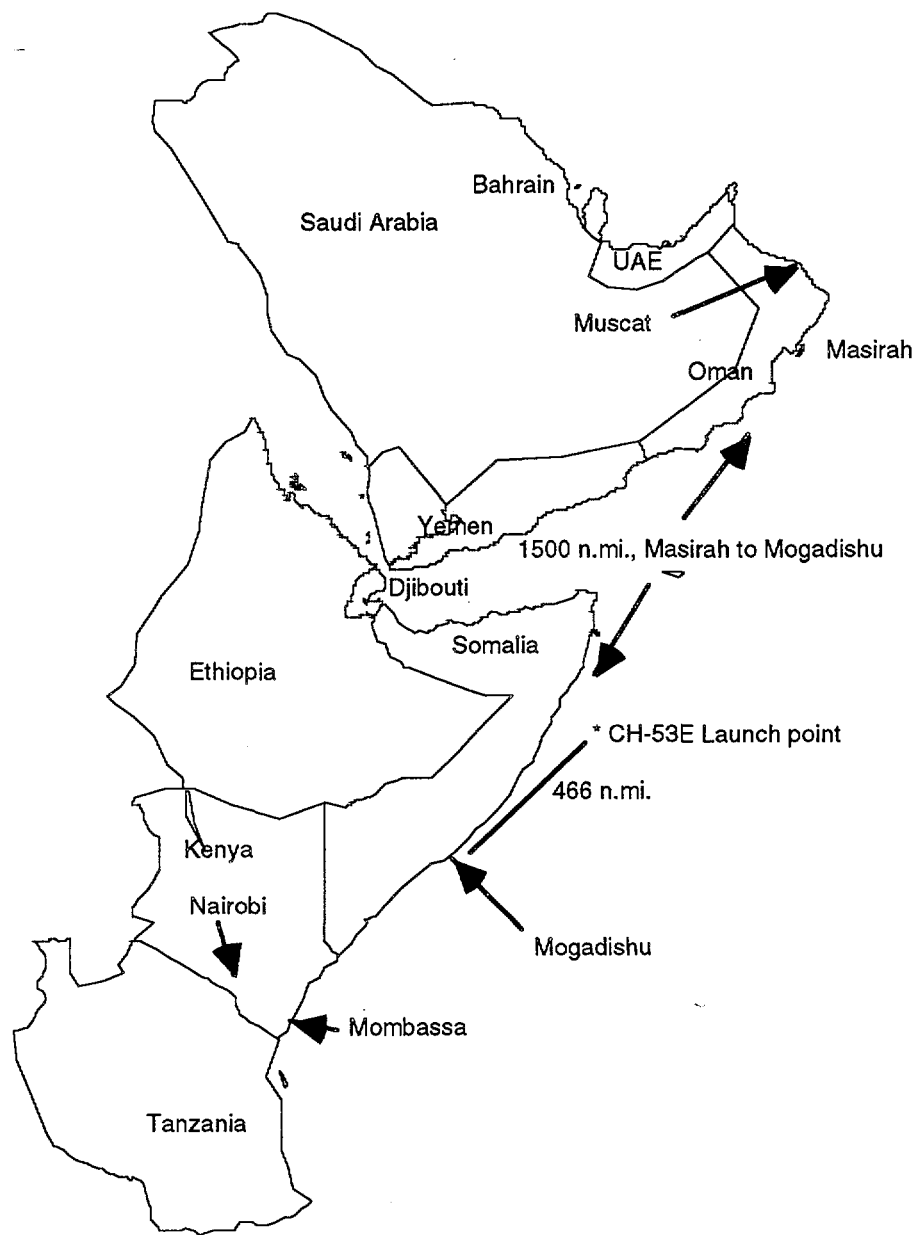 Bahrain
Saudi Arabia
UAE
Muscat
Masirah
Oman
Yemen
1500 n.mi., Masirah to Mogadishu
Djibouti
Somalia
Ethiopia
* CH-53E Launch point
466 n.mi.
Kenya
Nairobi
Mogadishu
Mombassa
Tanzania